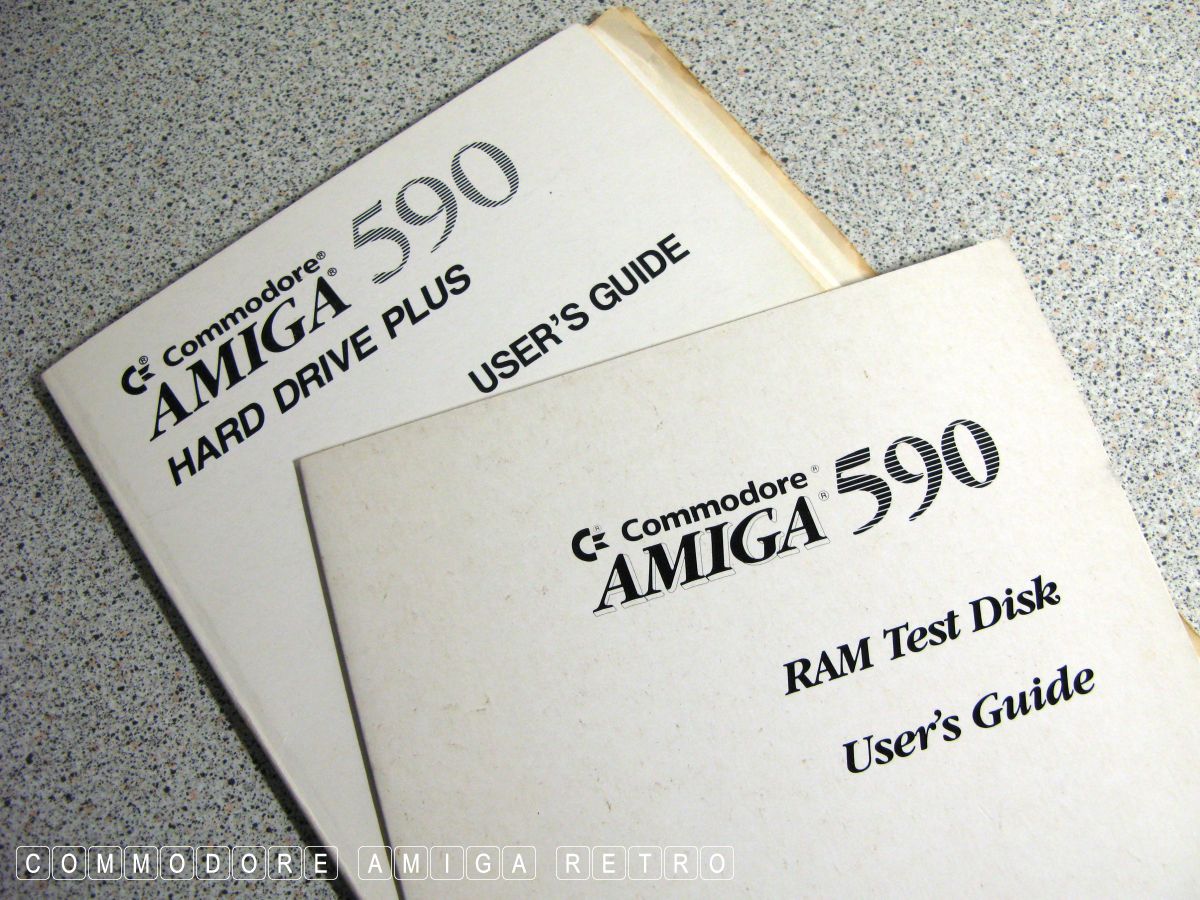 Commodore®
AMIGA® 590
HARD DRIVE PLUS
USER'S GUIDE
Commodore®
AMIGA® 590
RAM Test Disk
User's Guide
COMMODORE AMIGA RETRO